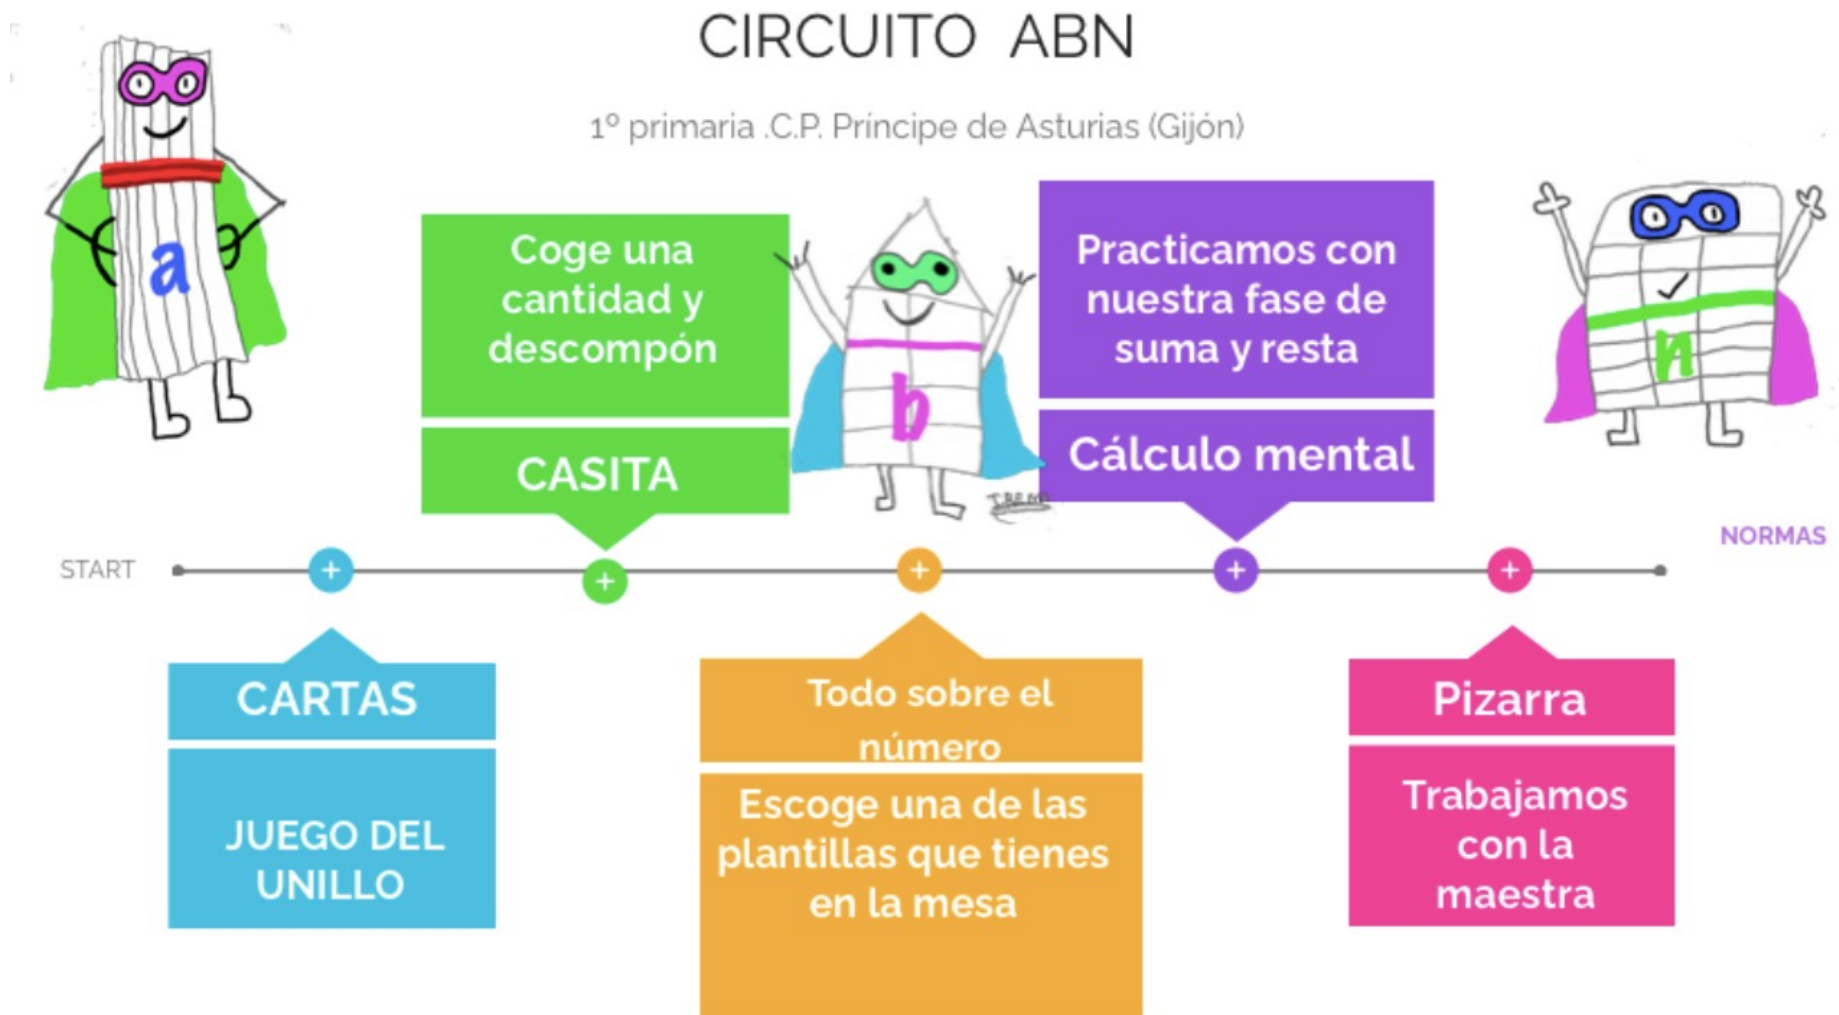 CIRCUITO ABN
1º primaria .C.P. Príncipe de Asturias (Gijón)
a
b
n
Coge una
cantidad y
descompón
CASITA
Practicamos con
nuestra fase de
suma y resta
Cálculo mental
NORMAS
START
+
+
+
+
+
CARTAS
JUEGO DEL
UNILLO
Todo sobre el
número
Escoge una de las
plantillas que tienes
en la mesa
Pizarra
Trabajamos
con la
maestra